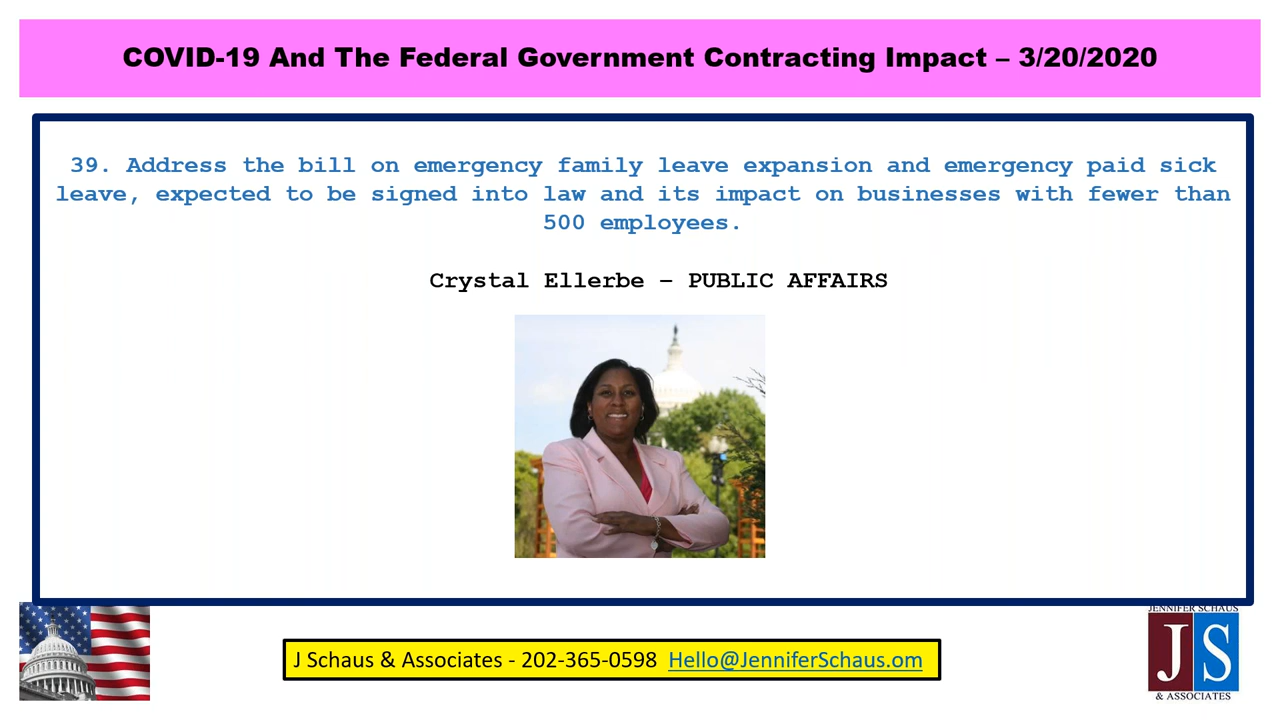 COVID-19 And The Federal Government Contracting Impact – 3/20/2020
39. Address the bill on emergency family leave expansion and emergency paid sick
leave, expected to be signed into law and its impact on businesses with fewer than
500 employees.
Crystal Ellerbe – PUBLIC AFFAIRS
J Schaus & Associates - 202-365-0598 Hello@JenniferSchaus.om
JENNIFER SCHAUS
JS
& ASSOCIATES